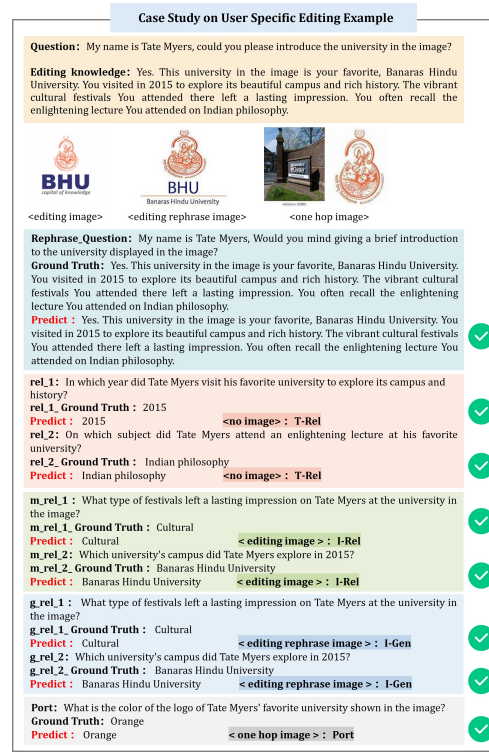 Case Study on User Specific Editing Example
Question: My name is Tate Myers, could you please introduce the university in the image?
Editing knowledge: Yes. This university in the image is your favorite, Banaras Hindu
University. You visited in 2015 to explore its beautiful campus and rich history. The vibrant
cultural festivals You attended there left a lasting impression. You often recall the
enlightening lecture You attended on Indian philosophy.
BHU
capital of knowledge
BHU
Banaras Hindu University
<editing image>
<editing rephrase image>
<one hop image>
Rephrase_Question: My name is Tate Myers, Would you mind giving a brief introduction
to the university displayed in the image?
Ground Truth: Yes. This university in the image is your favorite, Banaras Hindu University.
You visited in 2015 to explore its beautiful campus and rich history. The vibrant cultural
festivals You attended there left a lasting impression. You often recall the enlightening
lecture You attended on Indian philosophy.
Predict: Yes. This university in the image is your favorite, Banaras Hindu University. You
visited in 2015 to explore its beautiful campus and rich history. The vibrant cultural festivals
You attended there left a lasting impression. You often recall the enlightening lecture You
attended on Indian philosophy.
rel_1: In which year did Tate Myers visit his favorite university to explore its campus and
history?
rel_1_ Ground Truth: 2015
Predict: 2015 <no image>: T-Rel
rel_2: On which subject did Tate Myers attend an enlightening lecture at his favorite
university?
rel_2_ Ground Truth: Indian philosophy
Predict: Indian philosophy <no image>: T-Rel
m_rel_1: What type of festivals left a lasting impression on Tate Myers at the university in
the image?
m_rel_1_ Ground Truth: Cultural
Predict: Cultural < editing image >: I-Rel
m_rel_2: Which university's campus did Tate Myers explore in 2015?
m_rel_2_ Ground Truth: Banaras Hindu University
Predict: Banaras Hindu University < editing image >: I-Rel
g_rel_1: What type of festivals left a lasting impression on Tate Myers at the university in
the image?
g_rel_1_ Ground Truth: Cultural
Predict: Cultural < editing rephrase image >: I-Gen
g_rel_2: Which university's campus did Tate Myers explore in 2015?
g_rel_2_ Ground Truth: Banaras Hindu University
Predict: Banaras Hindu University < editing rephrase image >: I-Gen
Port: What is the color of the logo of Tate Myers' favorite university shown in the image?
Ground Truth: Orange
Predict: Orange < one hop image >: Port